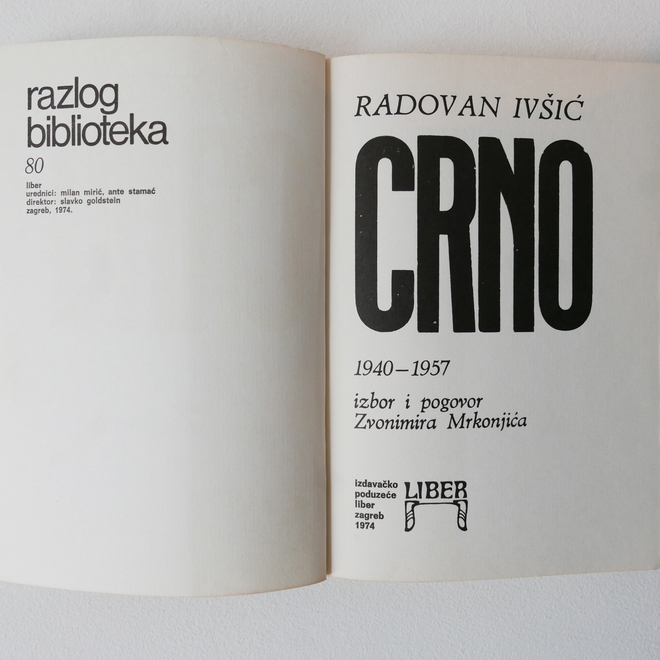 razlog
biblioteka
80
liber
urednici: milan mirić, ante stamać
direktor: slavko goldstein
zagreb, 1974.
RADOVAN IVŠIĆ
CRNO
1940–1957
izbor i pogovor
Zvonimira Mrkonjića
izdavačko
poduzeće
liber
zagreb
1974
LIBER